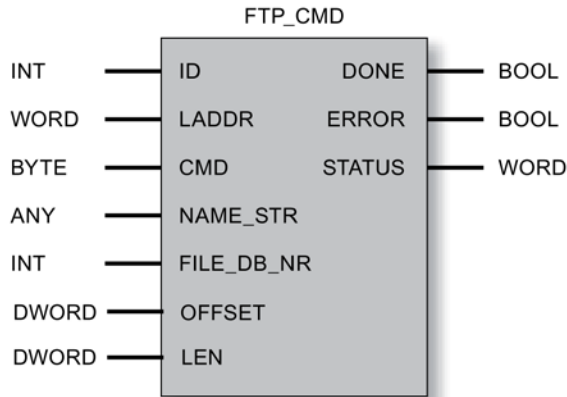 FTP_CMD
INT ID DONE BOOL
WORD LADDR ERROR BOOL
BYTE CMD STATUS WORD
ANY NAME_STR
INT FILE_DB_NR
DWORD OFFSET
DWORD LEN